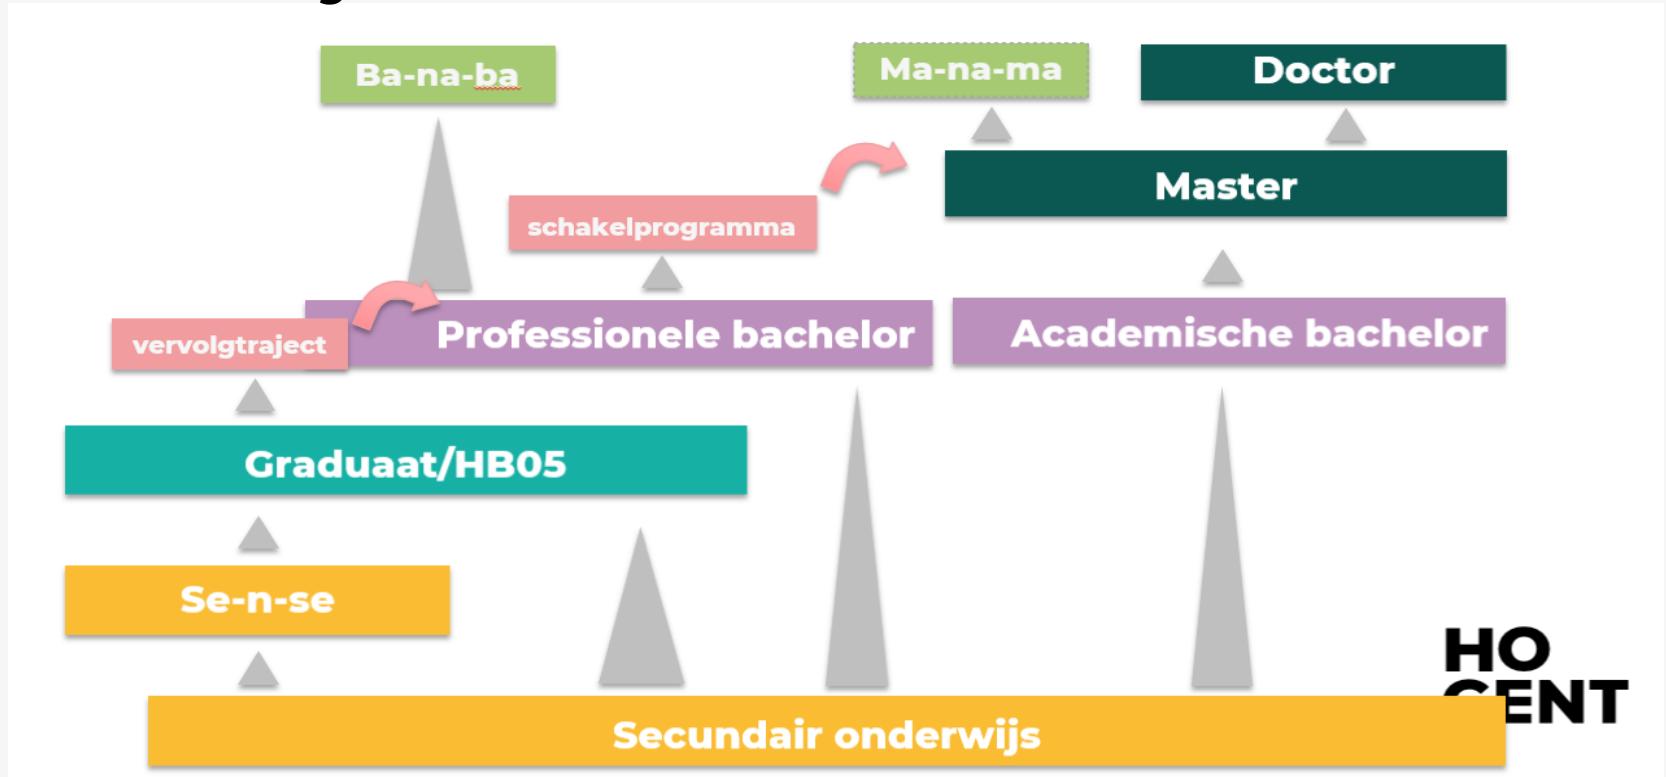 Ba-na-ba
Ma-na-ma
Doctor
Master
schakelprogramma
vervolgtraject
Professionele bachelor
Academische bachelor
Graduaat/HB05
Se-n-se
HO
GENT
Secundair onderwijs